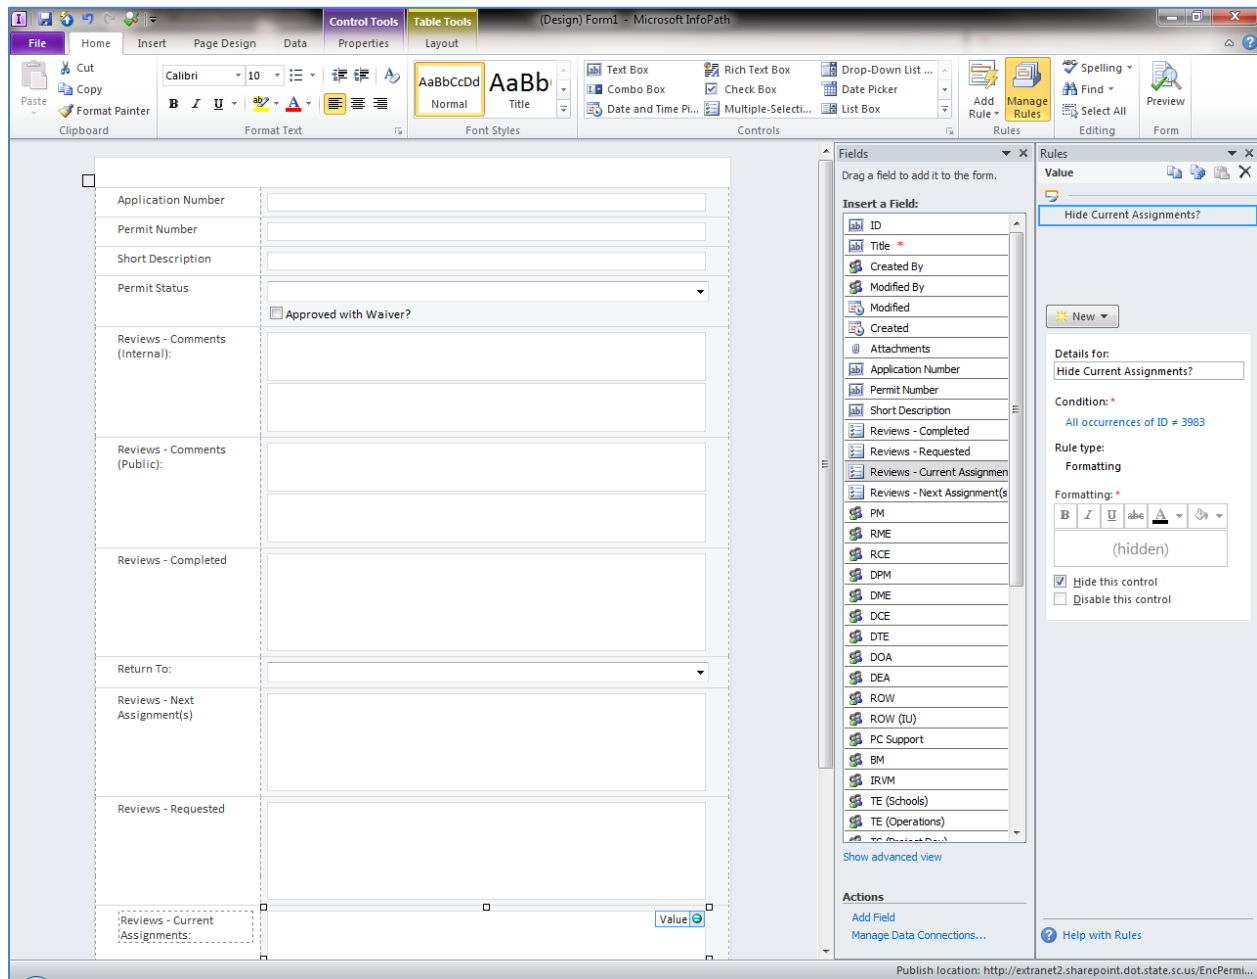 Control Tools
Table Tools
(Design) Form1 - Microsoft InfoPath
File
Home
Insert
Page Design
Data
Properties
Layout
Paste
Cut
Copy
Format Painter
Clipboard
Calibri
10
B I U
ab
A
Format Text
AaBbCcDd
Normal
AaBb
Title
Font Styles
Text Box
Rich Text Box
Drop-Down List ...
Combo Box
Check Box
Date Picker
Date and Time Pi...
Multiple-Selecti...
List Box
Controls
Add Rule
Manage Rules
Rules
Spelling
Find
Select All
Editing
Preview
Form
Application Number
Permit Number
Short Description
Permit Status
Approved with Waiver?
Reviews - Comments
(Internal):
Reviews - Comments
(Public):
Reviews - Completed
Return To:
Reviews - Next
Assignment(s)
Reviews - Requested
Reviews - Current
Assignments:
Value
Fields
Drag a field to add it to the form.
Insert a Field:
ID
Title *
Created By
Modified By
Modified
Created
Attachments
Application Number
Permit Number
Short Description
Reviews - Completed
Reviews - Requested
Reviews - Current Assignmen
Reviews - Next Assignment(s
PM
RME
RCE
DPM
DME
DCE
DTE
DOA
DEA
ROW
ROW (IU)
PC Support
BM
IRVM
TE (Schools)
TE (Operations)
Show advanced view
Actions
Add Field
Manage Data Connections...
Rules
Value
Hide Current Assignments?
New
Details for:
Hide Current Assignments?
Condition: *
All occurrences of ID ≠ 3983
Rule type:
Formatting
Formatting: *
B I U abc A
(hidden)
Hide this control
Disable this control
Help with Rules
Publish location: http://extranet2.sharepoint.dot.state.sc.us/EncPermi...